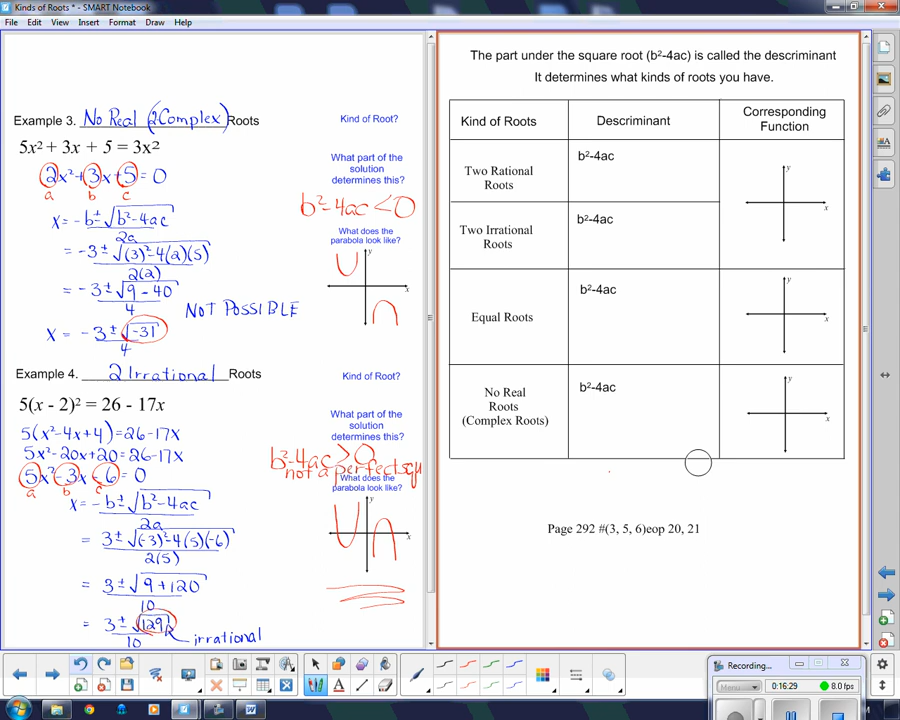 Kinds of Roots * - SMART Notebook
File Edit View Insert Format Draw Help
Example 3. No Real (2 Complex) Roots
5x² + 3x + 5 = 3x²
2x² + 3x + 5 = 0
a b c
x = -b ± √b²-4ac
2a
= -3 ± √(3)²-4(2)(5)
2(2)
= -3 ± √9-40
4
NOT POSSIBLE
x = -3 ± √-31
4
Kind of Root?
What part of the
solution
determines this?
b²-4ac < 0
What does the
parabola look like?
y
x
Example 4. 2 Irrational Roots
5(x - 2)² = 26 - 17x
5(x²-4x+4) = 26-17x
5x²-20x+20 = 26-17x
5x² -3x -6 = 0
a b c
x = -b ± √b²-4ac
2a
= 3 ± √(-3)²-4(5)(-6)
2(5)
= 3 ± √9+120
10
= 3 ± √129
10
irrational
Kind of Root?
What part of the
solution
determines this?
b²-4ac > 0
not a perfect squ
What does the
parabola look like?
y
x
The part under the square root (b²-4ac) is called the descriminant
It determines what kinds of roots you have.
Kind of Roots Descriminant Corresponding
Function
Two Rational
Roots
b²-4ac
y
x
Two Irrational
Roots
b²-4ac
Equal Roots
b²-4ac
y
x
No Real
Roots
(Complex Roots)
b²-4ac
y
x
Page 292 #(3, 5, 6)eop 20, 21
Recording...
Menu
0:16:29 8.0 fps